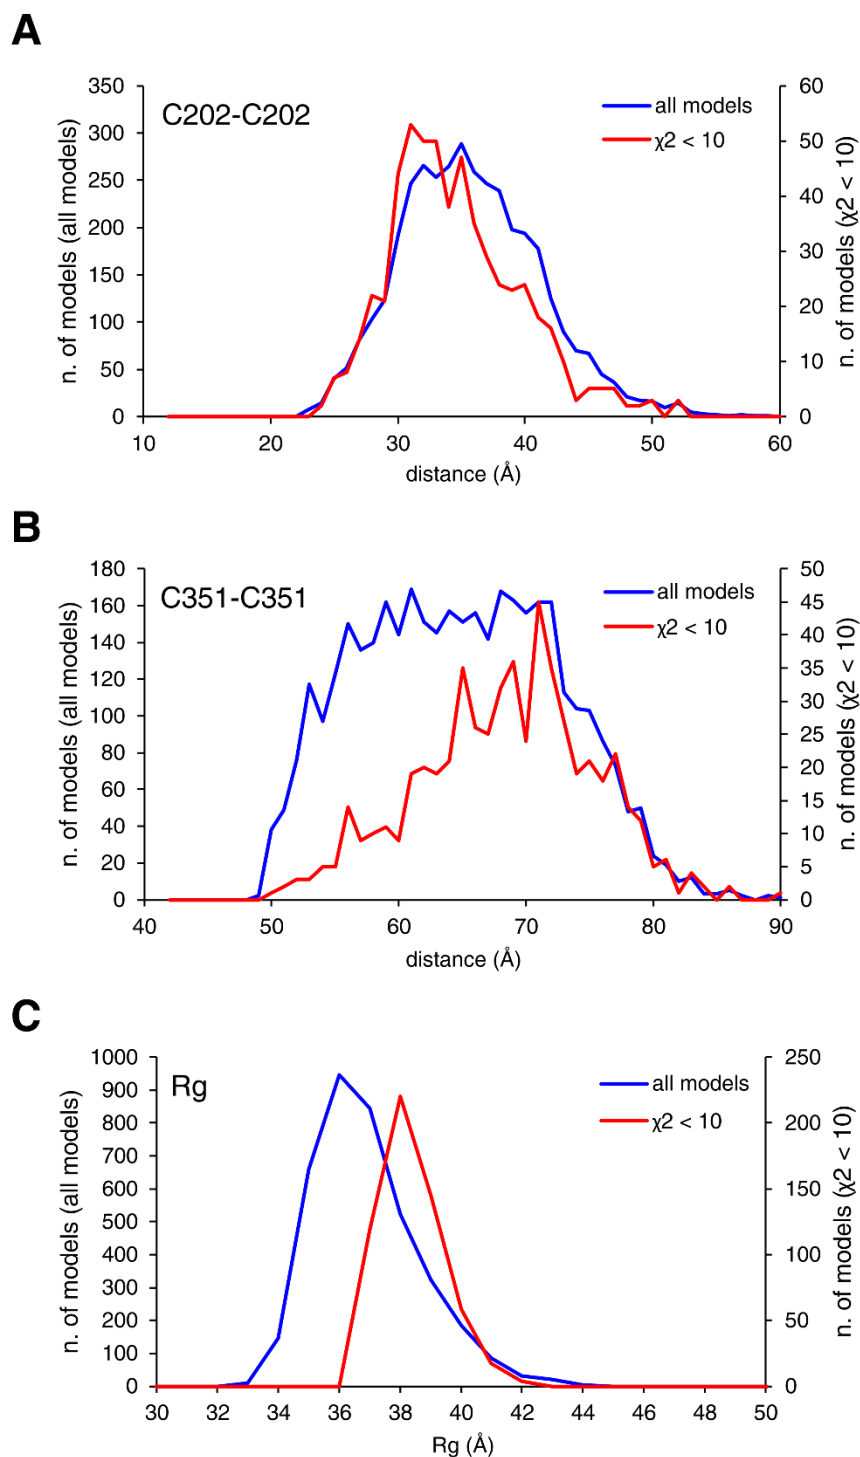 A
C202-C202
all models
χ2 < 10
n. of models (all models)
350
300
250
200
150
100
50
0
n. of models (χ2 < 10)
60
50
40
30
20
10
0
10 20 30 40 50 60
distance (Å)
B
C351-C351
all models
χ2 < 10
n. of models (all models)
180
160
140
120
100
80
60
40
20
0
n. of models (χ2 < 10)
50
45
40
35
30
25
20
15
10
5
0
40 50 60 70 80 90
distance (Å)
C
Rg
all models
χ2 < 10
n. of models (all models)
1000
900
800
700
600
500
400
300
200
100
0
n. of models (χ2 < 10)
250
200
150
100
50
0
30 32 34 36 38 40 42 44 46 48 50
Rg (Å)